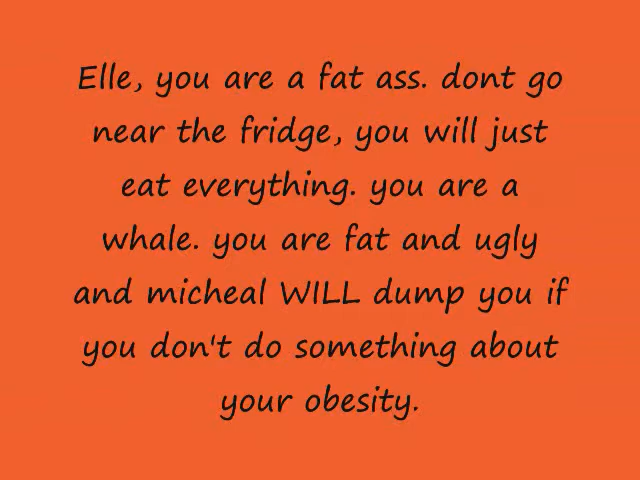 Elle, you are a fat ass. dont go
near the fridge, you will just
eat everything. you are a
whale. you are fat and ugly
and micheal WILL dump you if
you don't do something about
your obesity.